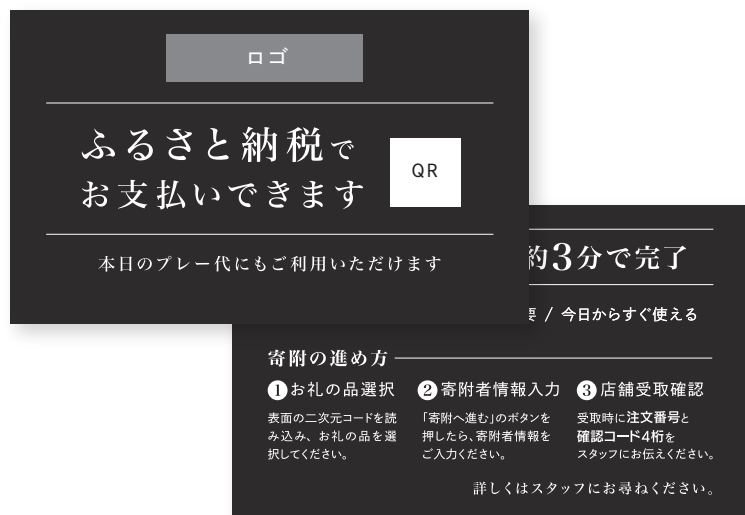 ロゴ
ふるさと納税で
お支払いできます
QR
本日のプレー代にもご利用いただけます
約3分で完了
要 / 今日からすぐ使える
寄附の進め方
1 お礼の品選択
表面の二次元コードを読
み込み、お礼の品を選
択してください。
2 寄附者情報入力
「寄附へ進む」のボタンを
押したら、寄附者情報を
ご入力ください。
3 店舗受取確認
受取時に注文番号と
確認コード4桁を
スタッフにお伝えください。
詳しくはスタッフにお尋ねください。